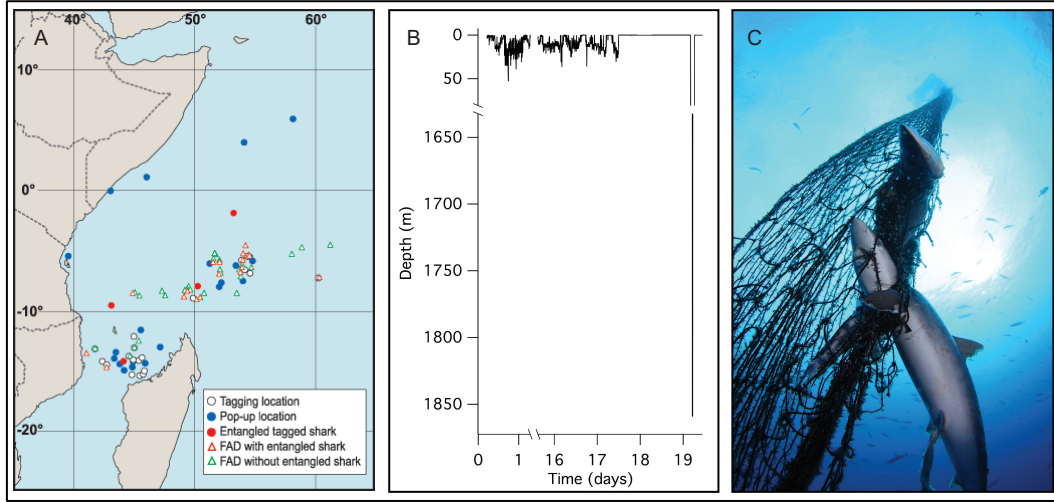 A
40°
50°
60°
10°
0°
-10°
-20°
Tagging location
Pop-up location
Entangled tagged shark
FAD with entangled shark
FAD without entangled shark
B
0
50
1650
1700
1750
1800
1850
Depth (m)
0 1 16 17 19
Time (days)
C